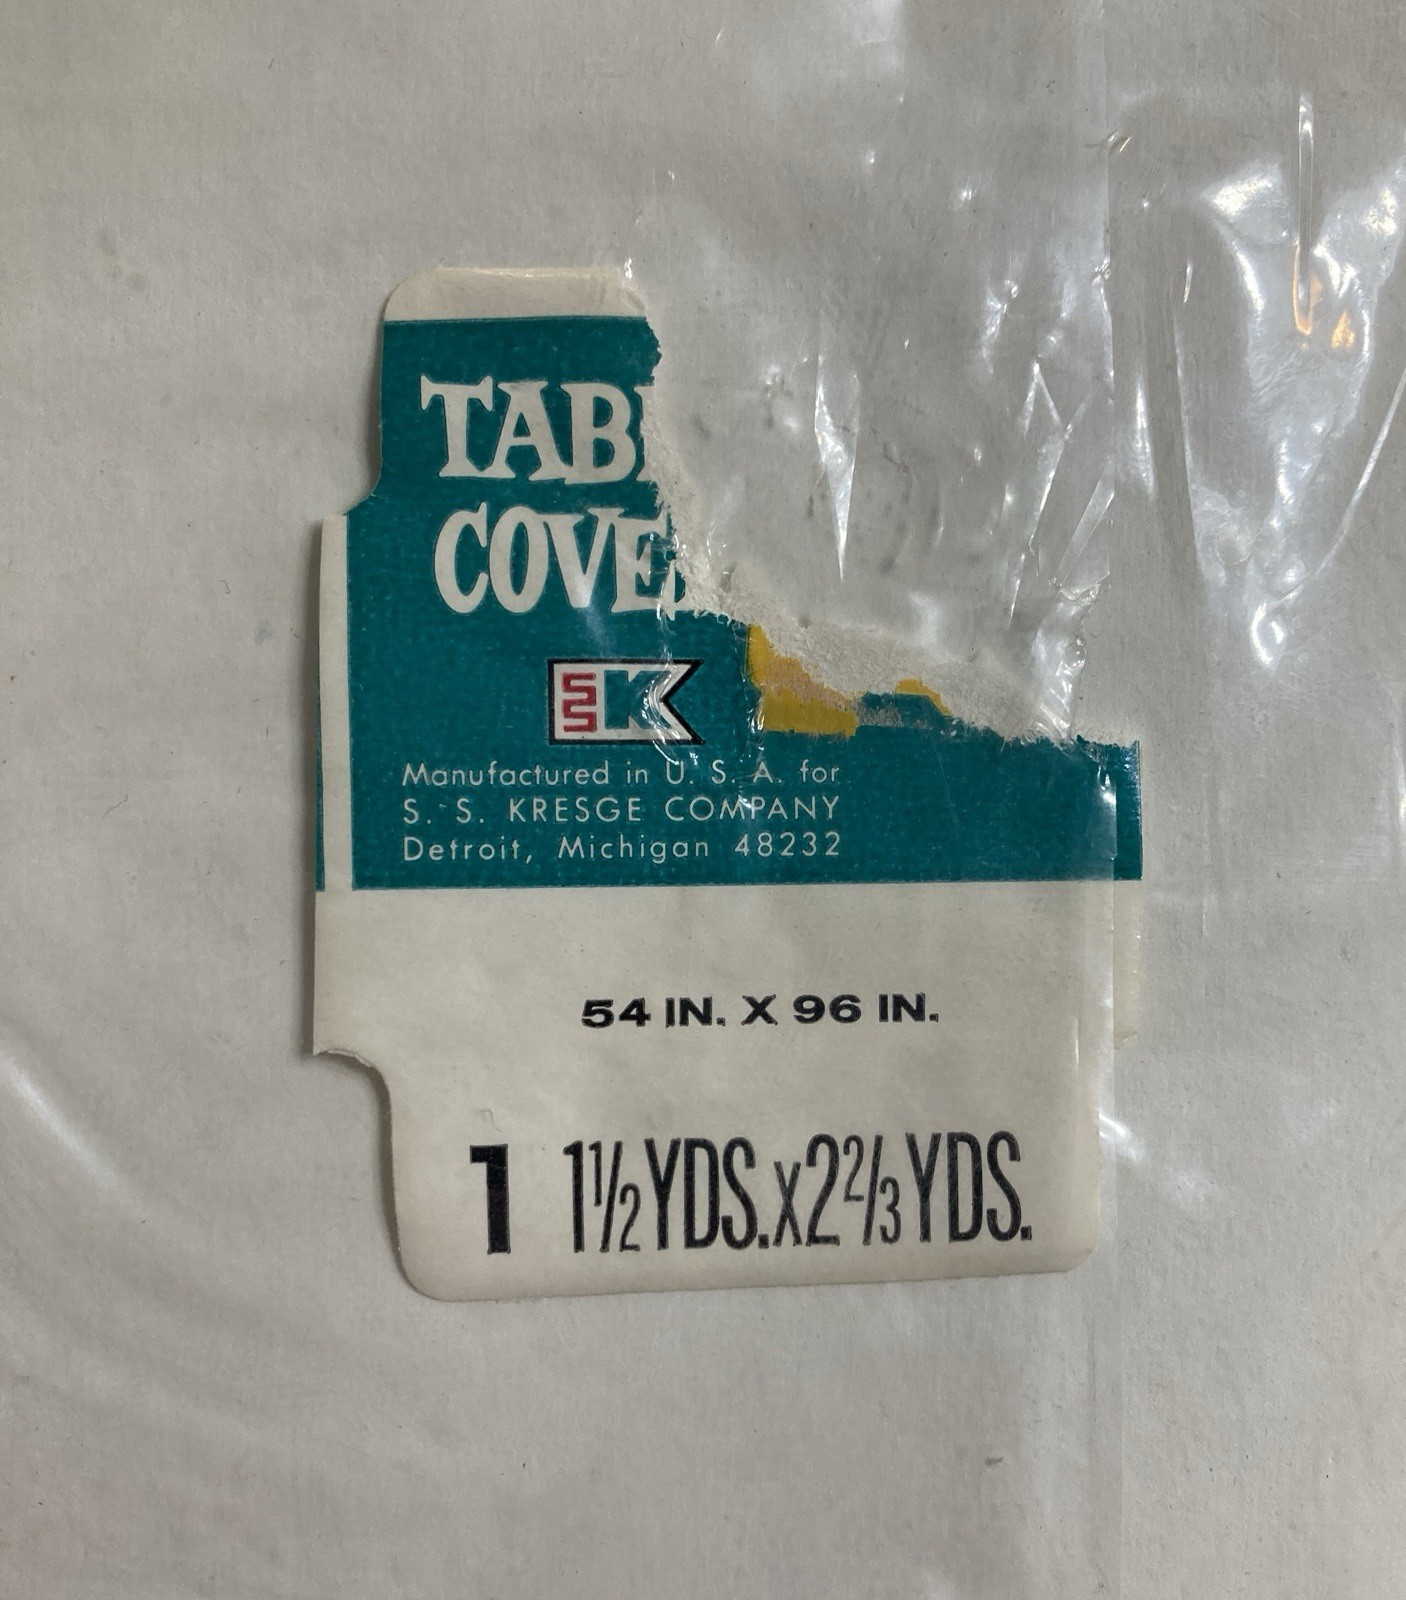 TAB
COVE
SSK
Manufactured in U. S. A. for
S. S. KRESGE COMPANY
Detroit, Michigan 48232
54 IN. X 96 IN.
1 1½ YDS. X 2⅔ YDS.